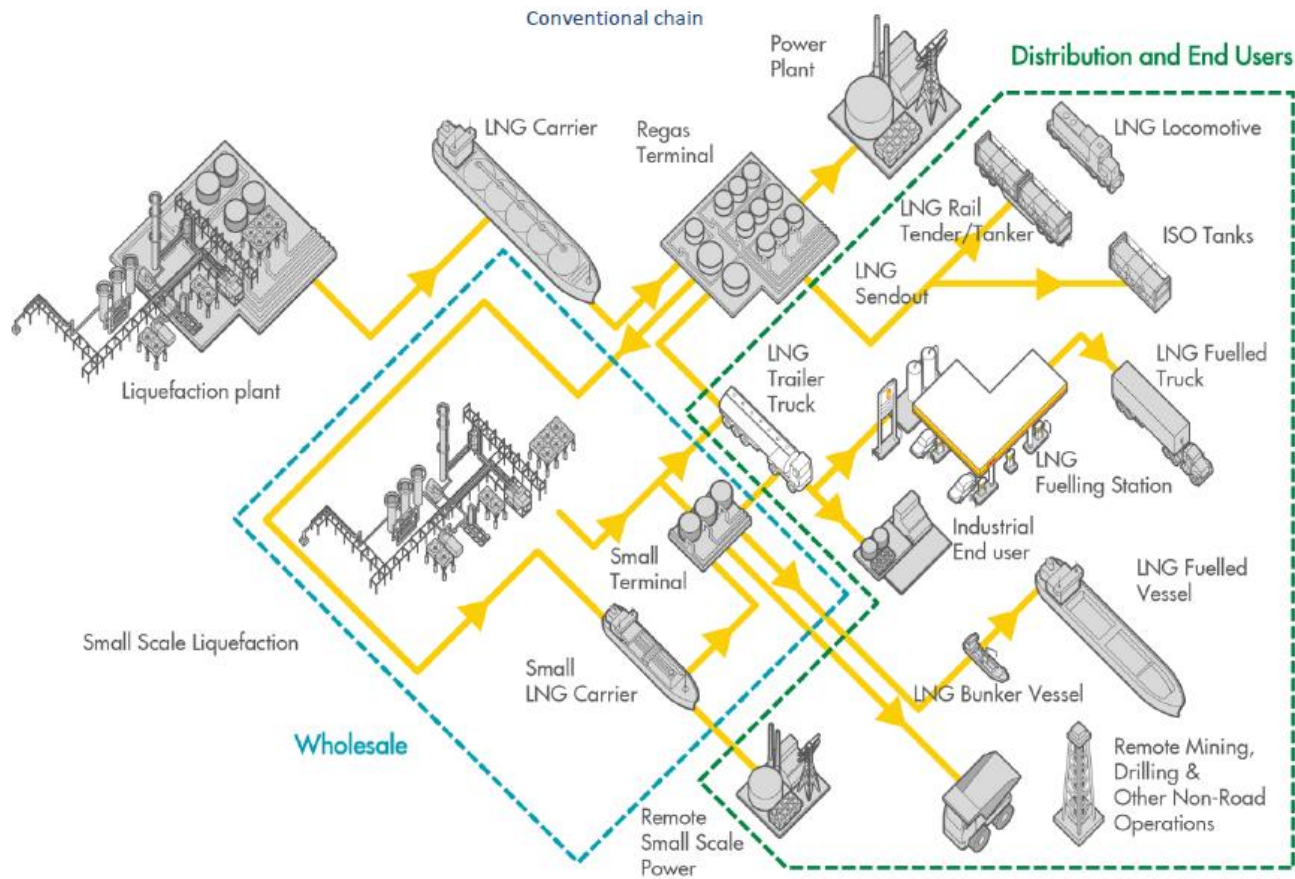 Conventional chain
Power
Plant
Distribution and End Users
LNG Carrier
Regas
Terminal
LNG Locomotive
LNG Rail
Tender/Tanker
ISO Tanks
LNG
Sendout
Liquefaction plant
LNG
Trailer
Truck
LNG Fuelled
Truck
LNG
Fuelling Station
Industrial
End user
Small
Terminal
LNG Fuelled
Vessel
Small Scale Liquefaction
Small
LNG Carrier
LNG Bunker Vessel
Wholesale
Remote Mining,
Drilling &
Other Non-Road
Operations
Remote
Small Scale
Power